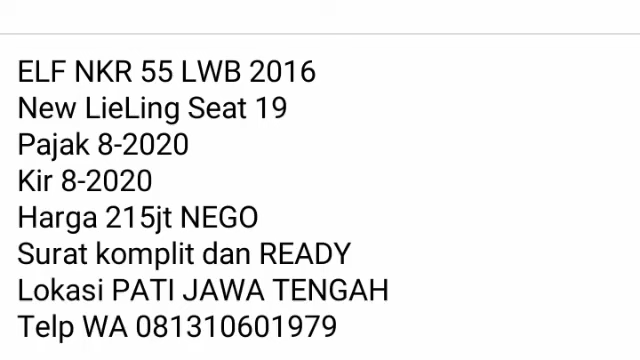 ELF NKR 55 LWB 2016
New LieLing Seat 19
Pajak 8-2020
Kir 8-2020
Harga 215jt NEGO
Surat komplit dan READY
Lokasi PATI JAWA TENGAH
Telp WA 081310601979